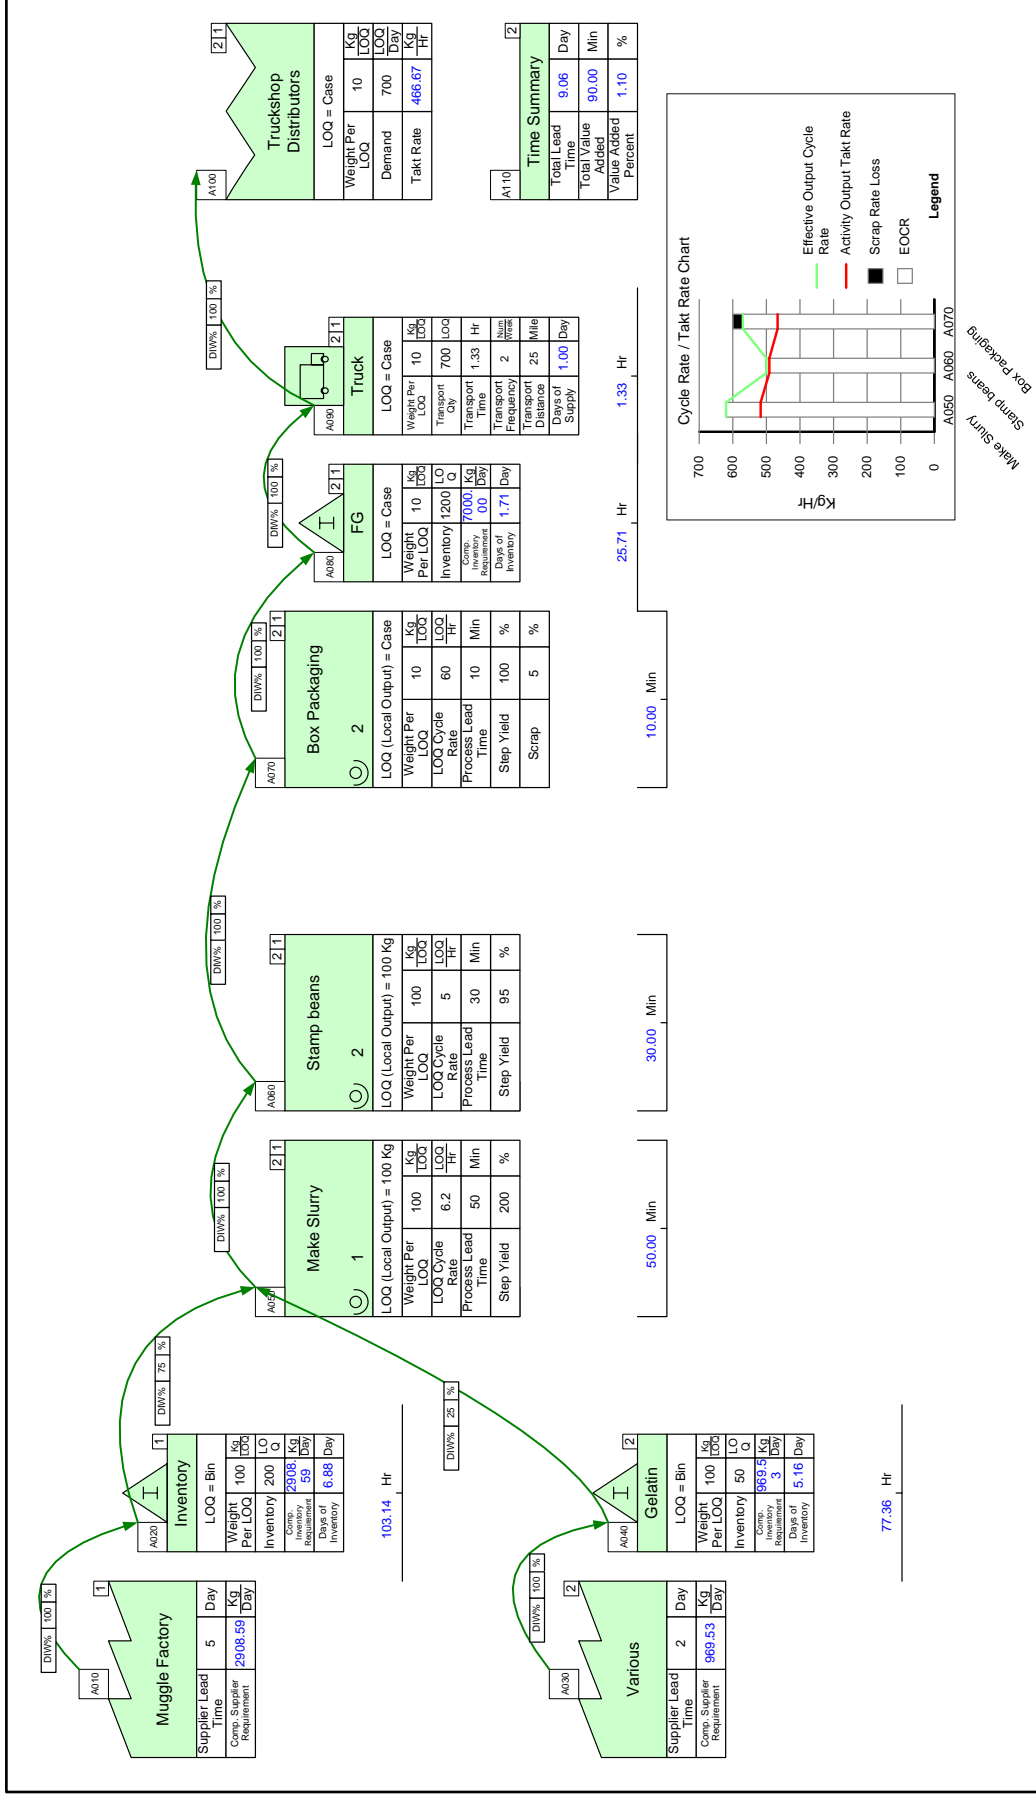 A010
1
Muggle Factory
Supplier Lead
Time
5
Day
Comp. Supplier
Requirement
2908.59
Kg
Day
DIW% 100 %
A020
1
I
Inventory
LOQ = Bin
Weight
Per LOQ
100
Kg
LOQ
Inventory
200
LO
Q
Comp.
Inventory
Requirement
2908.
59
Kg
Day
Days of
Inventory
6.88
Day
103.14 Hr
DIW% 75 %
A030
2
Various
Supplier Lead
Time
2
Day
Comp. Supplier
Requirement
969.53
Kg
Day
DIW% 100 %
A040
2
I
Gelatin
LOQ = Bin
Weight
Per LOQ
100
Kg
LOQ
Inventory
50
LO
Q
Comp.
Inventory
Requirement
969.5
3
Kg
Day
Days of
Inventory
5.16
Day
77.36 Hr
DIW% 25 %
A050
2 1
Make Slurry
1
LOQ (Local Output) = 100 Kg
Weight Per
LOQ
100
Kg
LOQ
LOQ Cycle
Rate
6.2
LOQ
Hr
Process Lead
Time
50
Min
Step Yield
200
%
50.00 Min
DIW% 100 %
A060
2 1
Stamp beans
2
LOQ (Local Output) = 100 Kg
Weight Per
LOQ
100
Kg
LOQ
LOQ Cycle
Rate
5
LOQ
Hr
Process Lead
Time
30
Min
Step Yield
95
%
30.00 Min
DIW% 100 %
A070
2 1
Box Packaging
2
LOQ (Local Output) = Case
Weight Per
LOQ
10
Kg
LOQ
LOQ Cycle
Rate
60
LOQ
Hr
Process Lead
Time
10
Min
Step Yield
100
%
Scrap
5
%
10.00 Min
DIW% 100 %
A080
2 1
I
FG
LOQ = Case
Weight
Per LOQ
10
Kg
LOQ
Inventory
1200
LO
Q
Comp.
Inventory
Requirement
7000.
00
Kg
Day
Days of
Inventory
1.71
Day
25.71 Hr
DIW% 100 %
A090
2 1
Truck
LOQ = Case
Weight Per
LOQ
10
Kg
LOQ
Transport
Qty
700
LOQ
Transport
Time
1.33
Hr
Transport
Frequency
2
Num
Week
Transport
Distance
25
Mile
Days of
Supply
1.00
Day
1.33 Hr
DIW% 100 %
A100
2 1
Truckshop
Distributors
LOQ = Case
Weight Per
LOQ
10
Kg
LOQ
Demand
700
LOQ
Day
Takt Rate
466.67
Kg
Hr
A110
2
Time Summary
Total Lead
Time
9.06
Day
Total Value
Added
90.00
Min
Value Added
Percent
1.10
%
Cycle Rate / Takt Rate Chart
Kg/Hr
700
600
500
400
300
200
100
0
A050
A060
A070
Make Slurry
Stamp beans
Box Packaging
Effective Output Cycle
Rate
Activity Output Takt Rate
Scrap Rate Loss
EOCR
Legend